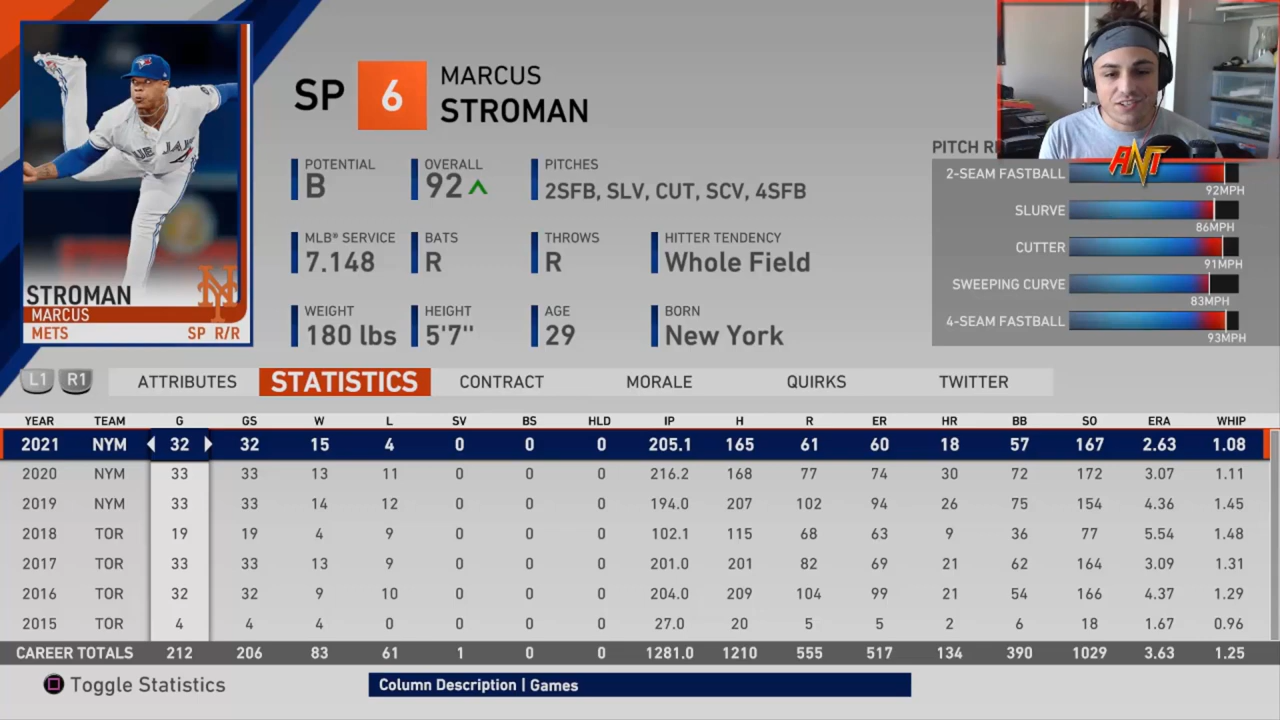 SP 6 MARCUS
STROMAN
POTENTIAL OVERALL PITCHES
B 92 2SFB, SLV, CUT, SCV, 4SFB
MLB® SERVICE BATS THROWS HITTER TENDENCY
7.148 R R Whole Field
WEIGHT HEIGHT AGE BORN
180 lbs 5'7" 29 New York
STROMAN
MARCUS
METS SP R/R
ANT
2-SEAM FASTBALL
92MPH
SLURVE
86MPH
CUTTER
91MPH
SWEEPING CURVE
83MPH
4-SEAM FASTBALL
93MPH
L1 R1 ATTRIBUTES STATISTICS CONTRACT MORALE QUIRKS TWITTER
YEAR TEAM G GS W L SV BS HLD IP H R ER HR BB SO ERA WHIP
2021 NYM 32 32 15 4 0 0 0 205.1 165 61 60 18 57 167 2.63 1.08
2020 NYM 33 33 13 11 0 0 0 216.2 168 77 74 30 72 172 3.07 1.11
2019 NYM 33 33 14 12 0 0 0 194.0 207 102 94 26 75 154 4.36 1.45
2018 TOR 19 19 4 9 0 0 0 102.1 115 68 63 9 36 77 5.54 1.48
2017 TOR 33 33 13 9 0 0 0 201.0 201 82 69 21 62 164 3.09 1.31
2016 TOR 32 32 9 10 0 0 0 204.0 209 104 99 21 54 166 4.37 1.29
2015 TOR 4 4 4 0 0 0 0 27.0 20 5 5 2 6 18 1.67 0.96
CAREER TOTALS 212 206 83 61 1 0 0 1281.0 1210 555 517 134 390 1029 3.63 1.25
Toggle Statistics
Column Description | Games